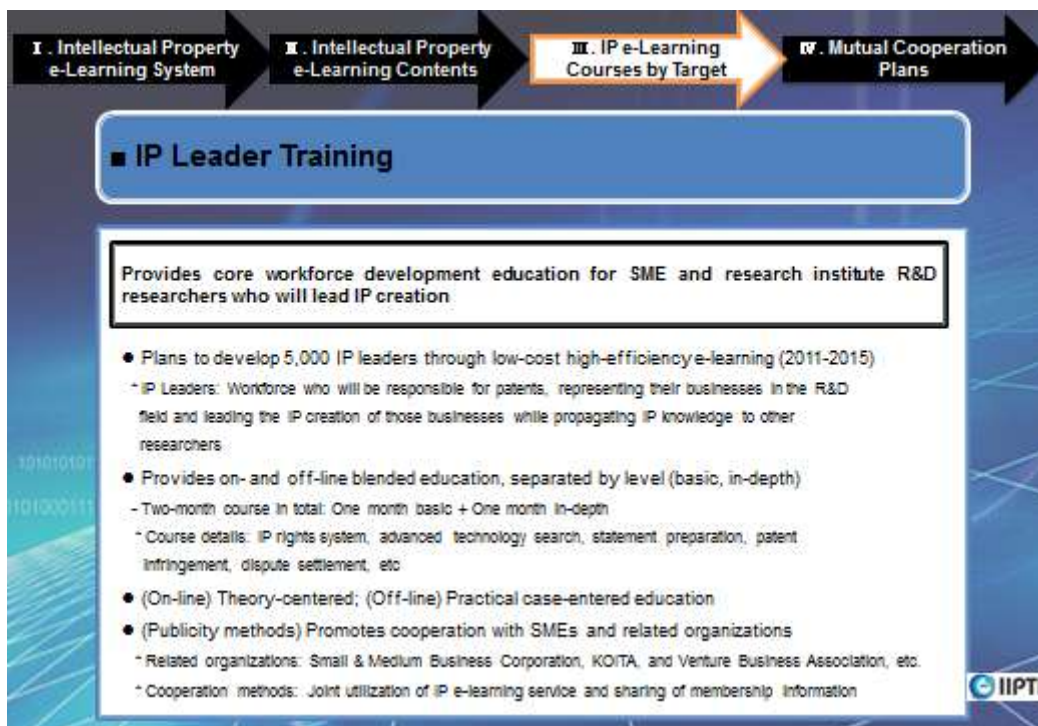 Ⅰ. Intellectual Property
e-Learning System
Ⅱ. Intellectual Property
e-Learning Contents
Ⅲ. IP e-Learning
Courses by Target
Ⅳ. Mutual Cooperation
Plans
■ IP Leader Training
Provides core workforce development education for SME and research institute R&D
researchers who will lead IP creation
● Plans to develop 5,000 IP leaders through low-cost high-efficiency e-learning (2011-2015)
* IP Leaders: Workforce who will be responsible for patents, representing their businesses in the R&D
field and leading the IP creation of those businesses while propagating IP knowledge to other
researchers
● Provides on- and off-line blended education, separated by level (basic, in-depth)
- Two-month course in total: One month basic + One month in-depth
* Course details: IP rights system, advanced technology search, statement preparation, patent
infringement, dispute settlement, etc
● (On-line) Theory-centered; (Off-line) Practical case-entered education
● (Publicity methods) Promotes cooperation with SMEs and related organizations
* Related organizations: Small & Medium Business Corporation, KOITA, and Venture Business Association, etc.
* Cooperation methods: Joint utilization of IP e-learning service and sharing of membership information
101010101
101000111
IIPTI